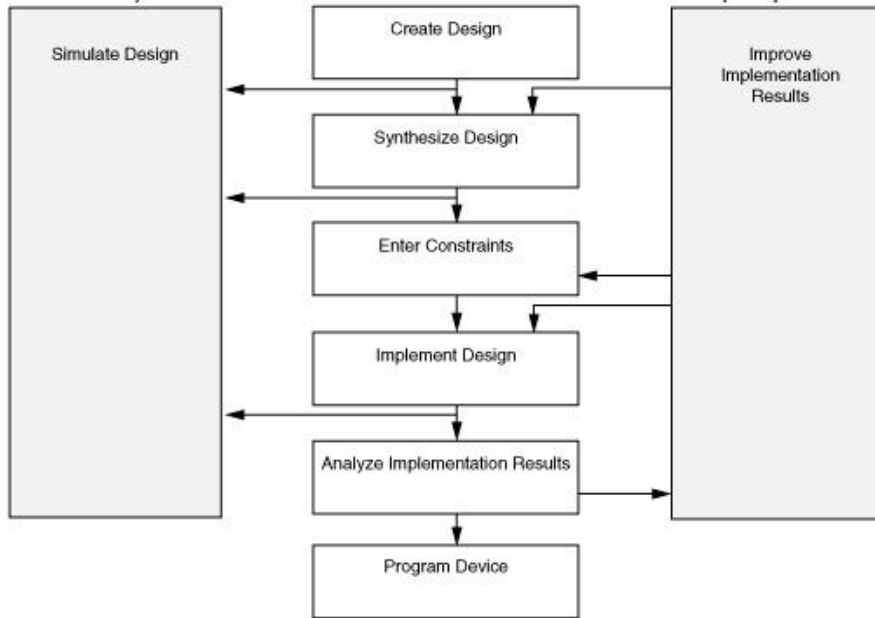 Simulate Design
Create Design
Improve
Implementation
Results
Synthesize Design
Enter Constraints
Implement Design
Analyze Implementation Results
Program Device